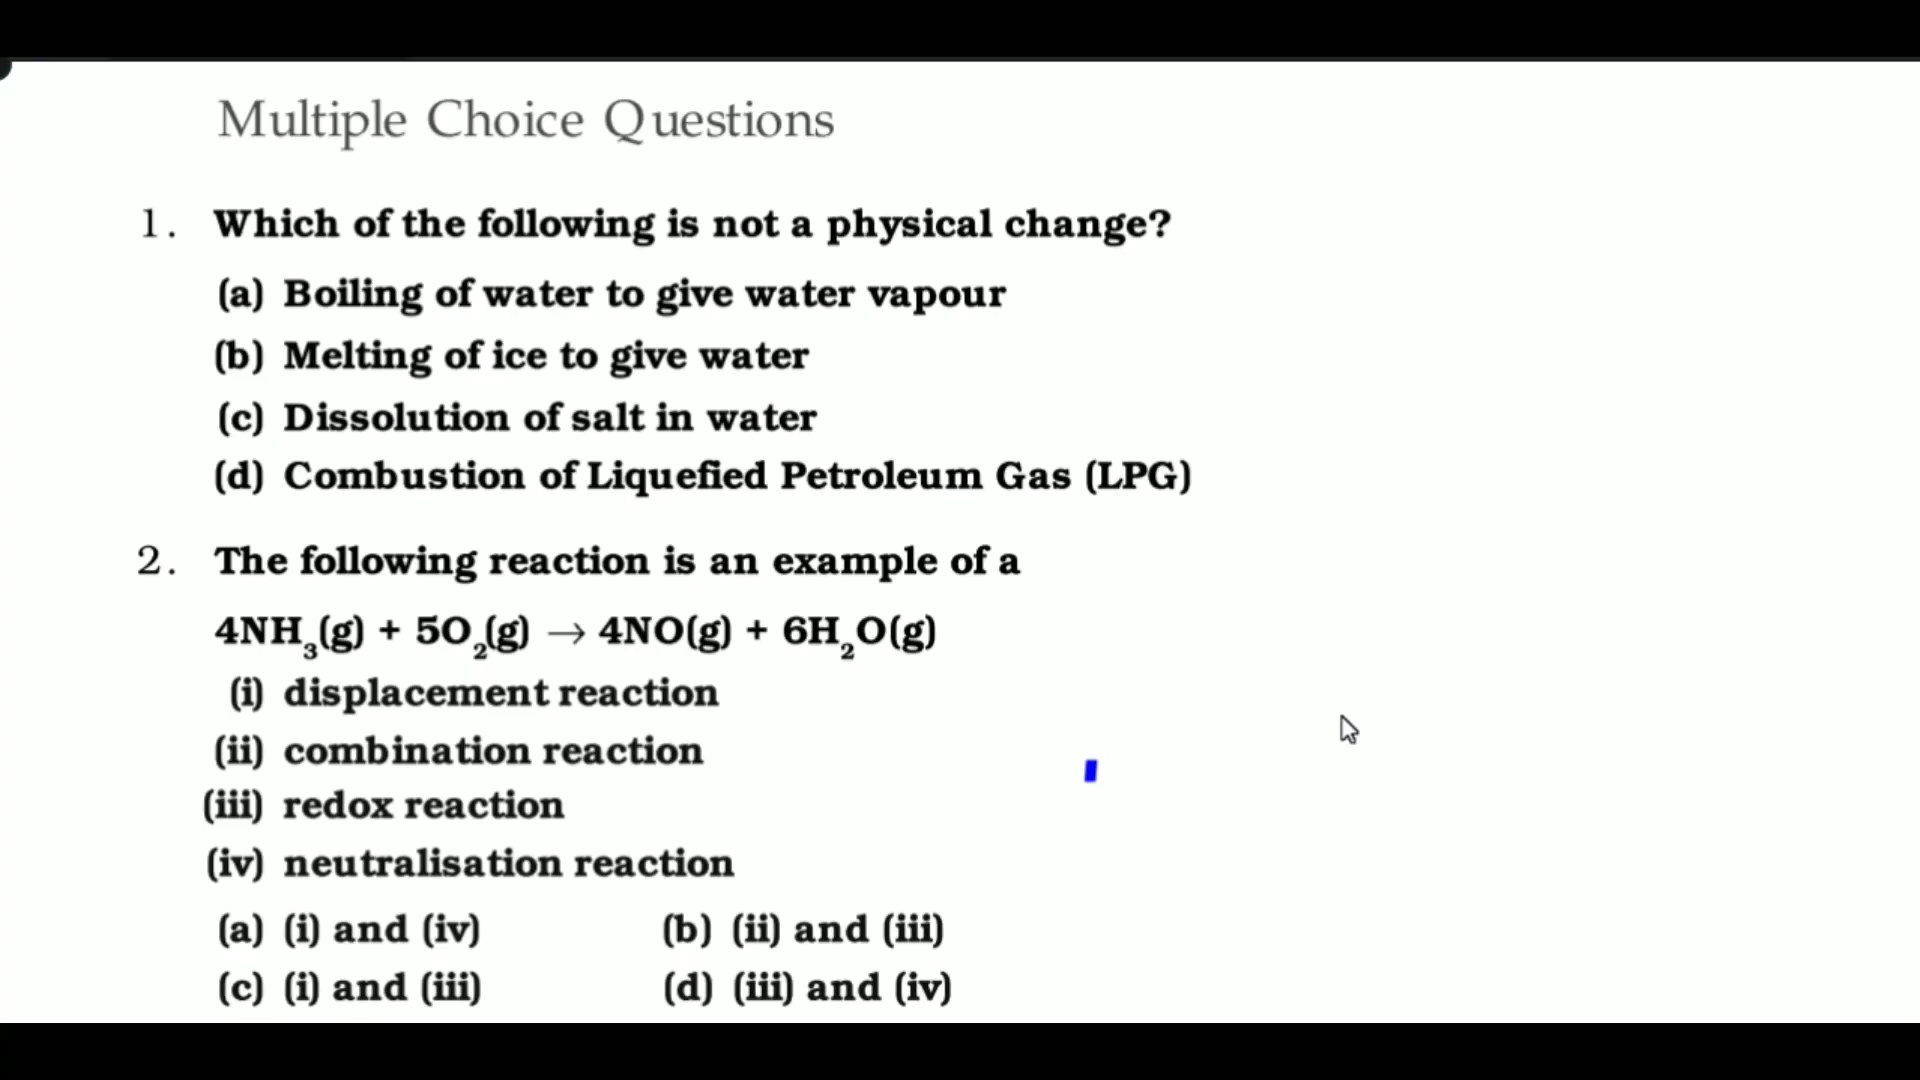 Multiple Choice Questions
1. Which of the following is not a physical change?
(a) Boiling of water to give water vapour
(b) Melting of ice to give water
(c) Dissolution of salt in water
(d) Combustion of Liquefied Petroleum Gas (LPG)
2. The following reaction is an example of a
4NH₃(g) + 5O₂(g) → 4NO(g) + 6H₂O(g)
(i) displacement reaction
(ii) combination reaction
(iii) redox reaction
(iv) neutralisation reaction
(a) (i) and (iv) (b) (ii) and (iii)
(c) (i) and (iii) (d) (iii) and (iv)